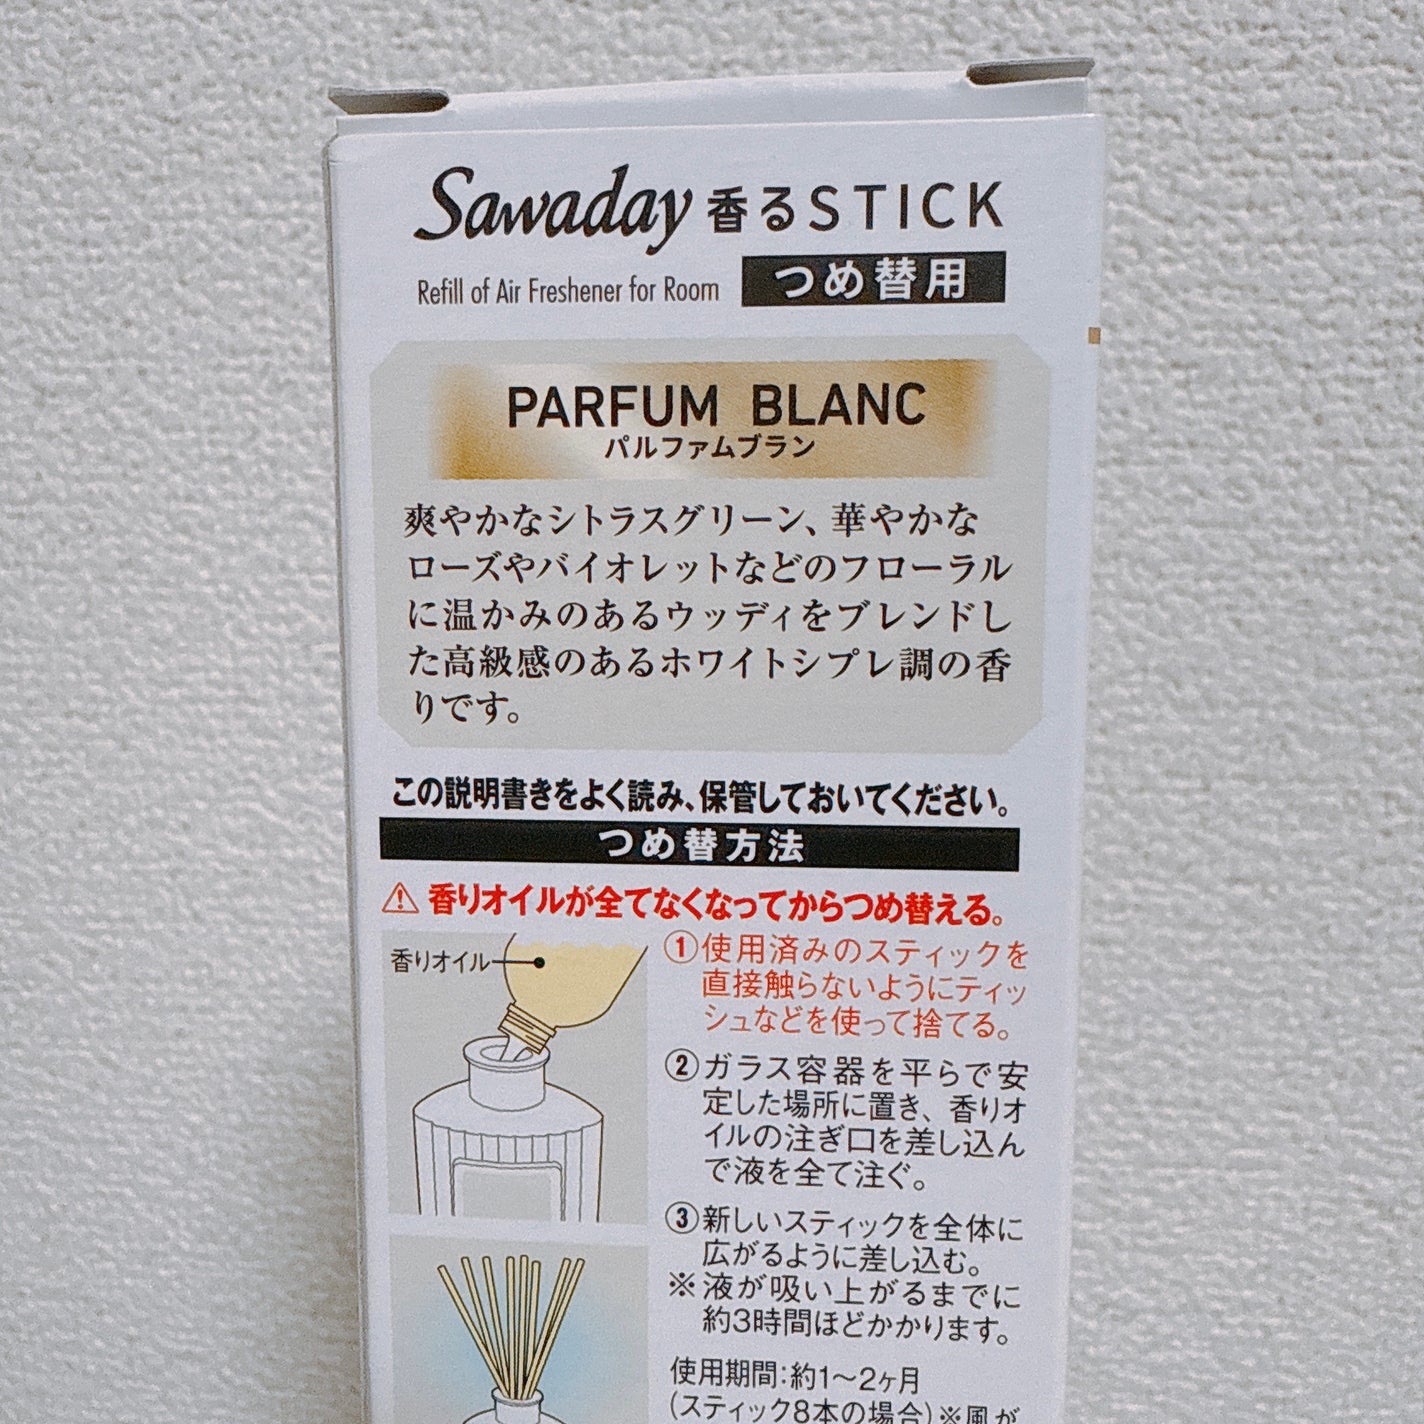 Sawaday 香るSTICK
Refill of Air Freshener for Room つめ替用
PARFUM BLANC
パルファムブラン
爽やかなシトラスグリーン、華やかな
ローズやバイオレットなどのフローラル
に温かみのあるウッディをブレンドし
た高級感のあるホワイトシプレ調の香
りです。
この説明書きをよく読み、保管しておいてください。
つめ替方法
⚠ 香りオイルが全てなくなってからつめ替える。
香りオイル
①使用済みのスティックを
直接触らないようにティッ
シュなどを使って捨てる。
②ガラス容器を平らで安
定した場所に置き、香りオ
イルの注ぎ口を差し込ん
で液を全て注ぐ。
③新しいスティックを全体に
広がるように差し込む。
※液が吸い上がるまでに
約3時間ほどかかります。
使用期間:約1〜2ヶ月
(スティック8本の場合)※風が